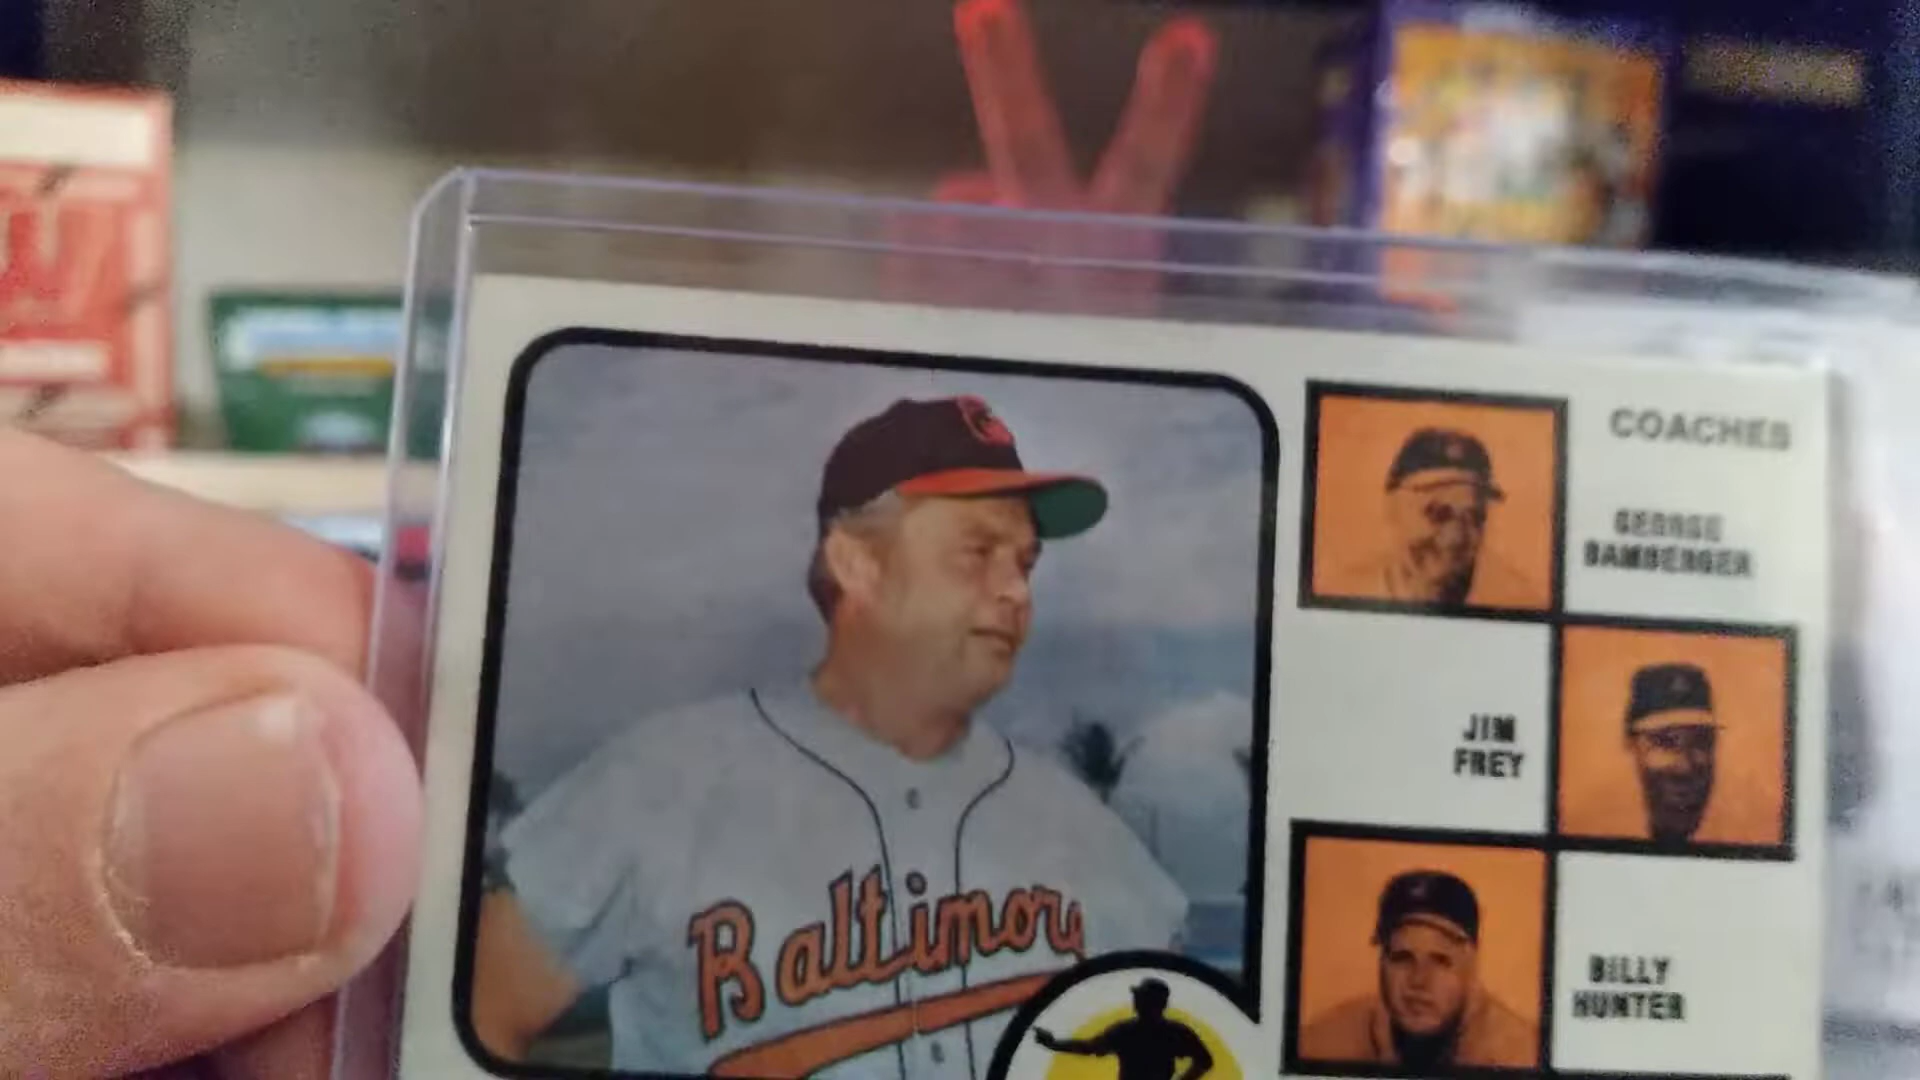 COACHES
GEORGE
BAMBERGER
JIM
FREY
BILLY
HUNTER
Baltimore